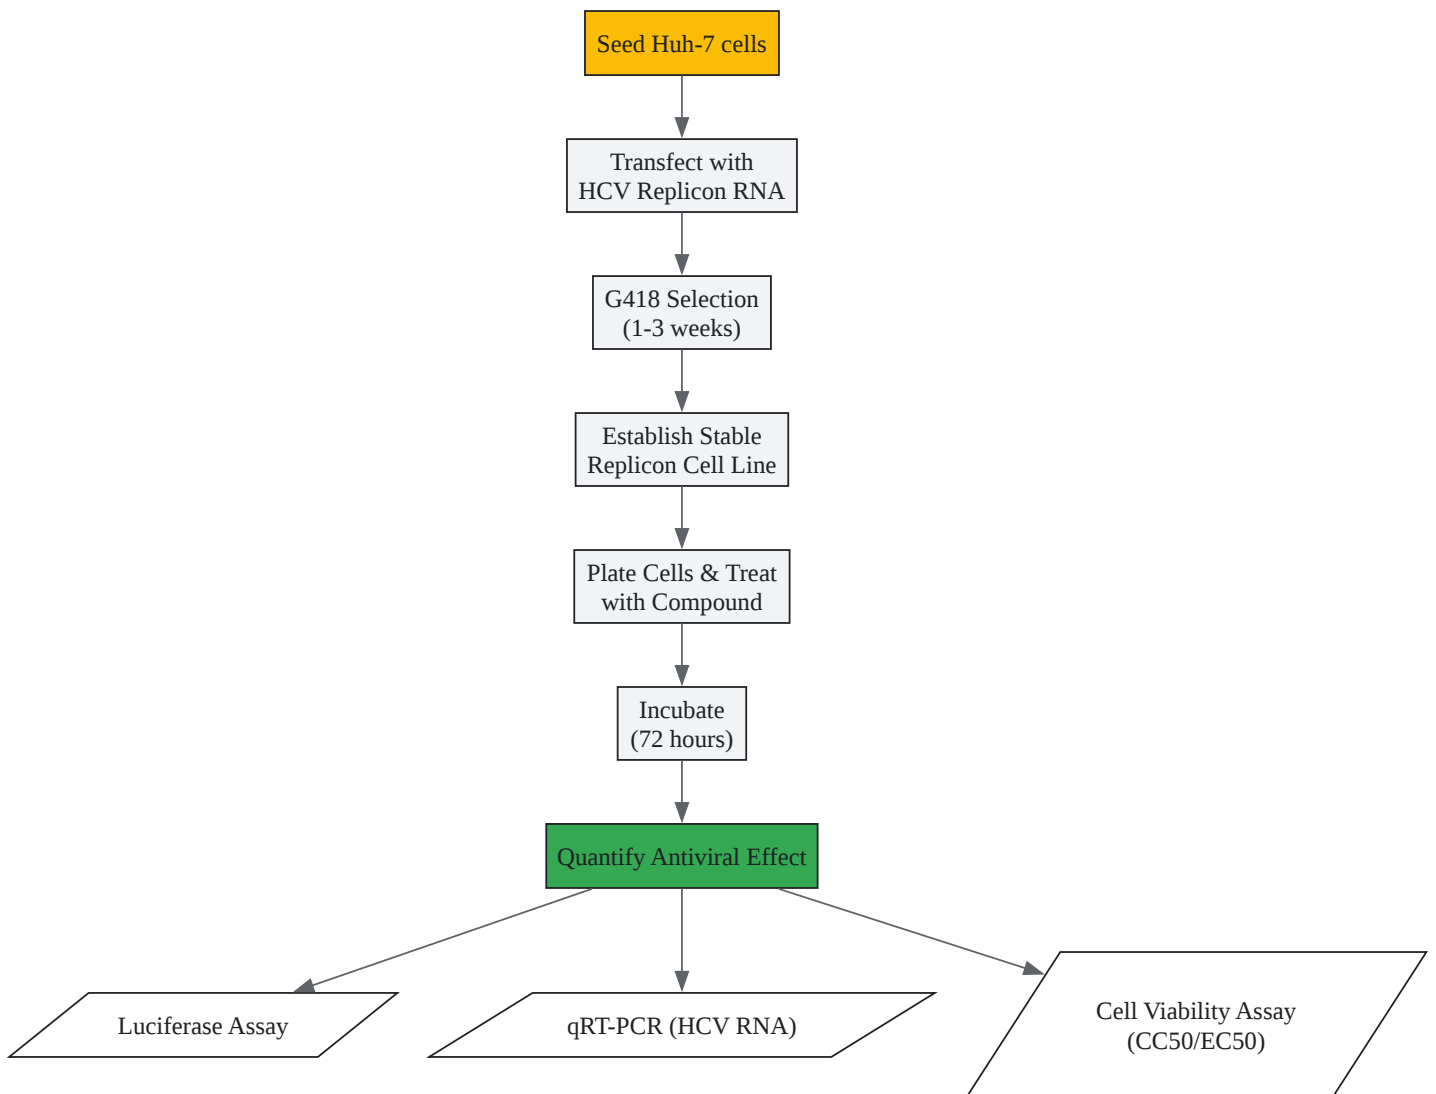 Seed Huh-7 cells
Transfect with
HCV Replicon RNA
G418 Selection
(1-3 weeks)
Establish Stable
Replicon Cell Line
Plate Cells & Treat
with Compound
Incubate
(72 hours)
Quantify Antiviral Effect
Luciferase Assay
qRT-PCR (HCV RNA)
Cell Viability Assay
(CC50/EC50)